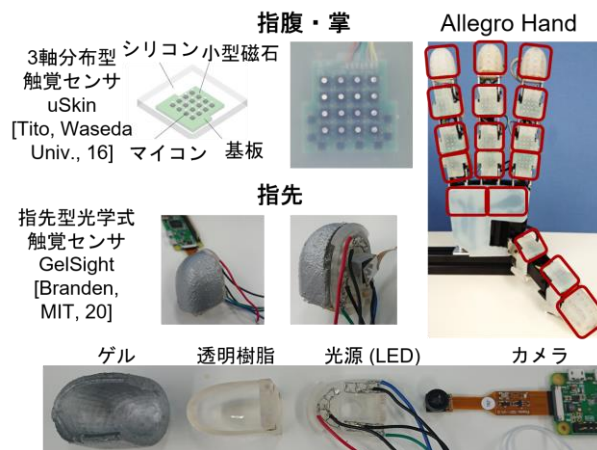 指腹・掌
Allegro Hand
3軸分布型
触覚センサ
uSkin
[Tito, Waseda
Univ., 16]
シリコン
小型磁石
マイコン
基板
指先
指先型光学式
触覚センサ
GelSight
[Branden,
MIT, 20]
ゲル
透明樹脂
光源 (LED)
カメラ